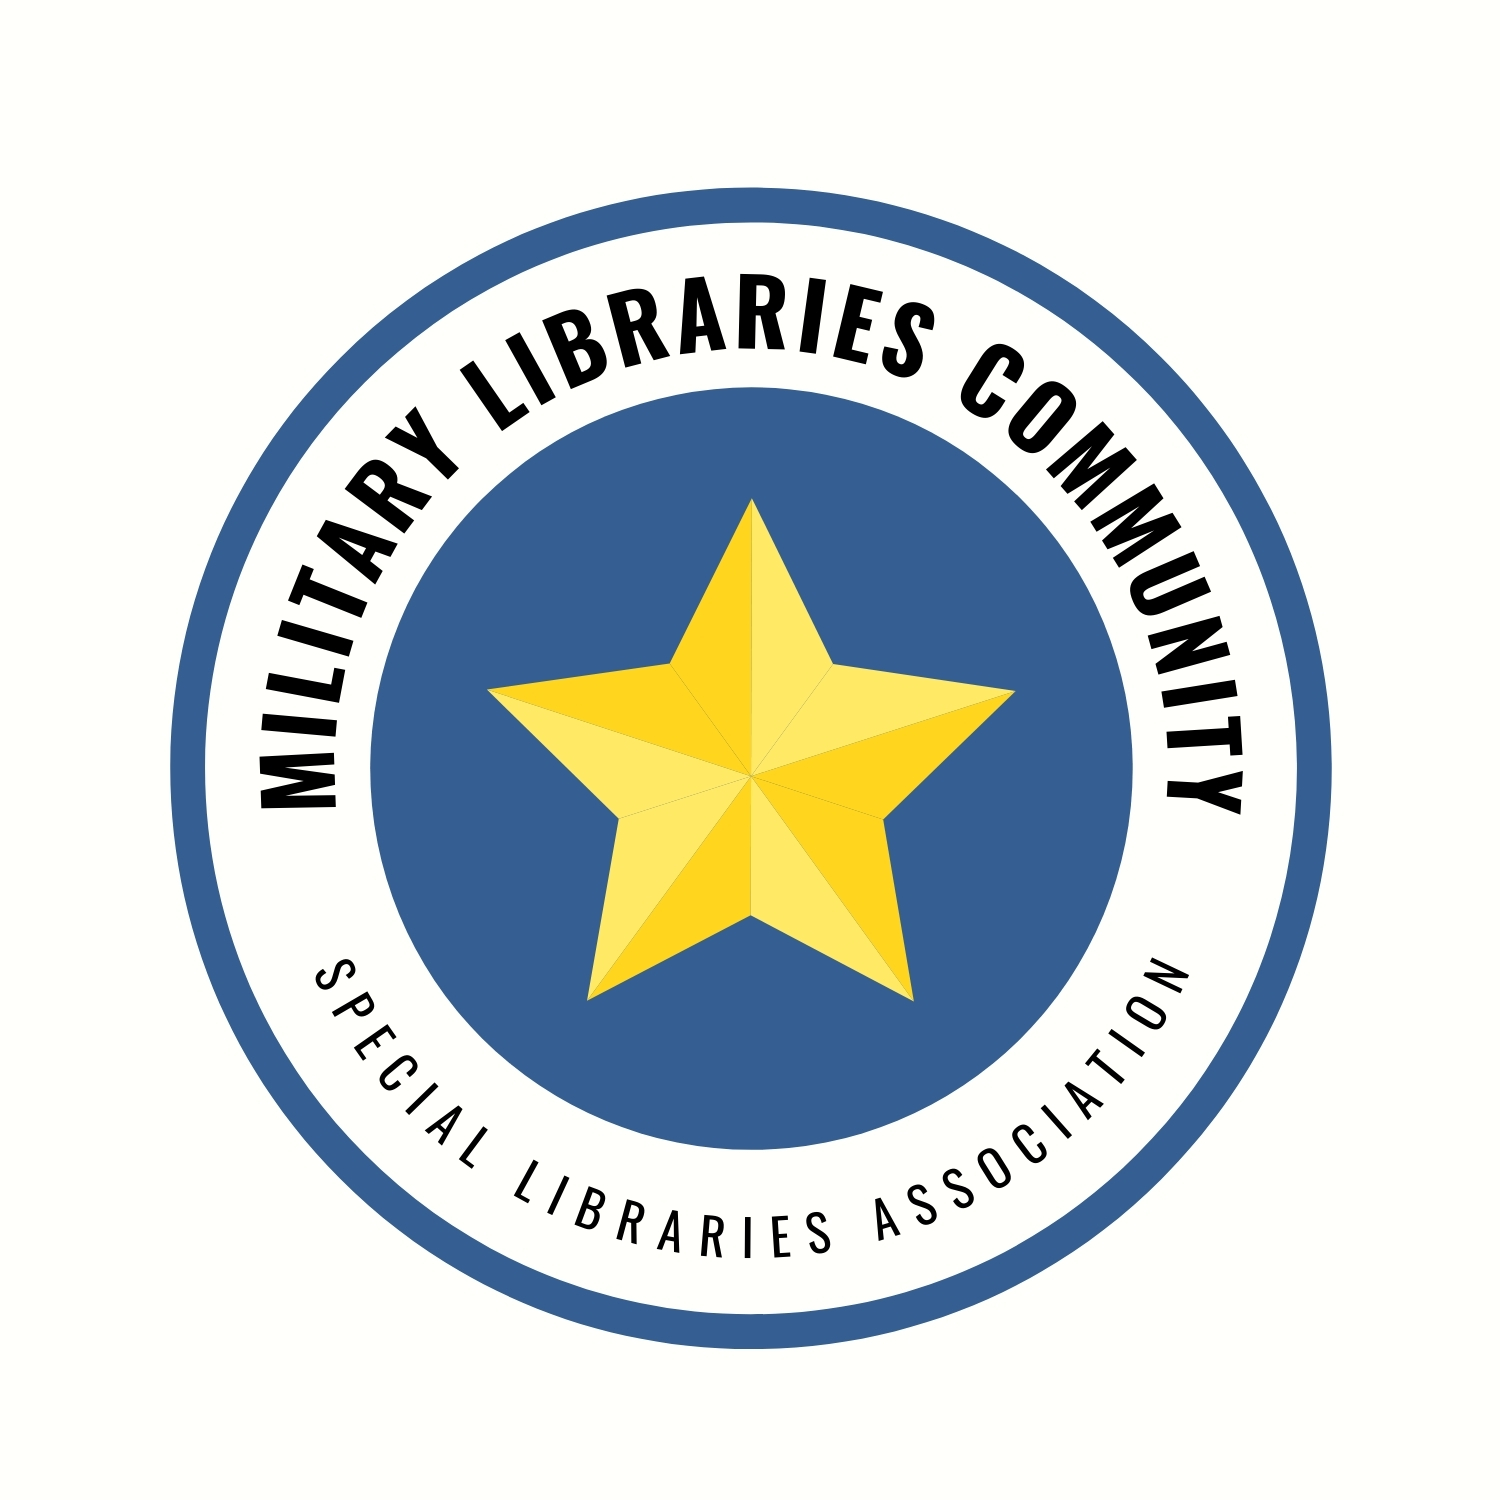 MILITARY LIBRARIES COMMUNITY
SPECIAL LIBRARIES ASSOCIATION